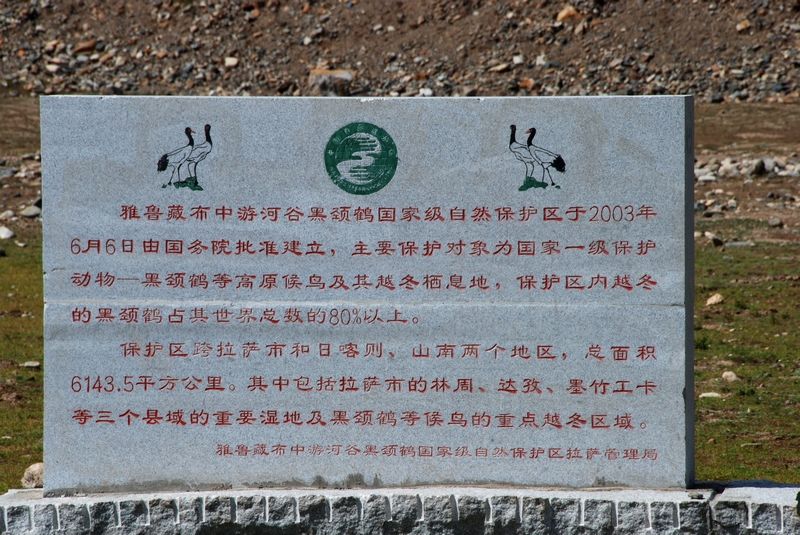 雅鲁藏布中游河谷黑颈鹤国家级自然保护区于2003年
6月6日由国务院批准建立，主要保护对象为国家一级保护
动物—黑颈鹤等高原候鸟及其越冬栖息地，保护区内越冬
的黑颈鹤占其世界总数的80%以上。
保护区跨拉萨市和日喀则、山南两个地区，总面积
6143.5平方公里。其中包括拉萨市的林周、达孜、墨竹工卡
等三个县域的重要湿地及黑颈鹤等候鸟的重点越冬区域。
雅鲁藏布中游河谷黑颈鹤国家级自然保护区拉萨管理局